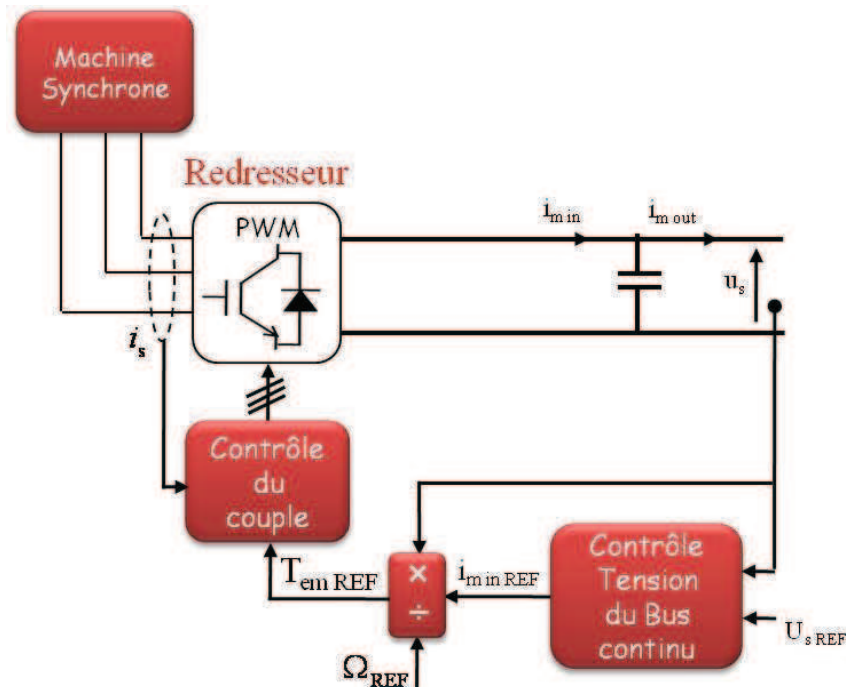 Machine
Synchrone
Redresseur
PWM
i_m in
i_m out
u_s
i_s
Contrôle
du
couple
T_em REF
×
÷
i_m in REF
Contrôle
Tension
du Bus
continu
U_s REF
Ω_REF